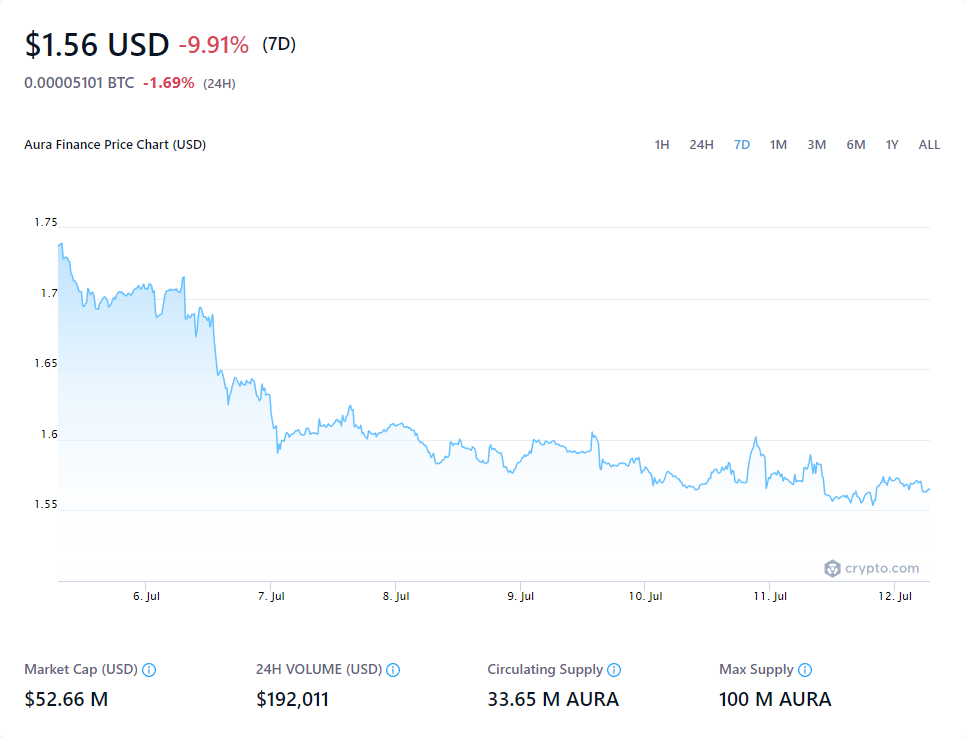 $1.56 USD -9.91% (7D)
0.00005101 BTC -1.69% (24H)
Aura Finance Price Chart (USD) 1H 24H 7D 1M 3M 6M 1Y ALL
1.75
1.7
1.65
1.6
1.55
crypto.com
6. Jul 7. Jul 8. Jul 9. Jul 10. Jul 11. Jul 12. Jul
Market Cap (USD) 24H VOLUME (USD) Circulating Supply Max Supply
$52.66 M $192,011 33.65 M AURA 100 M AURA